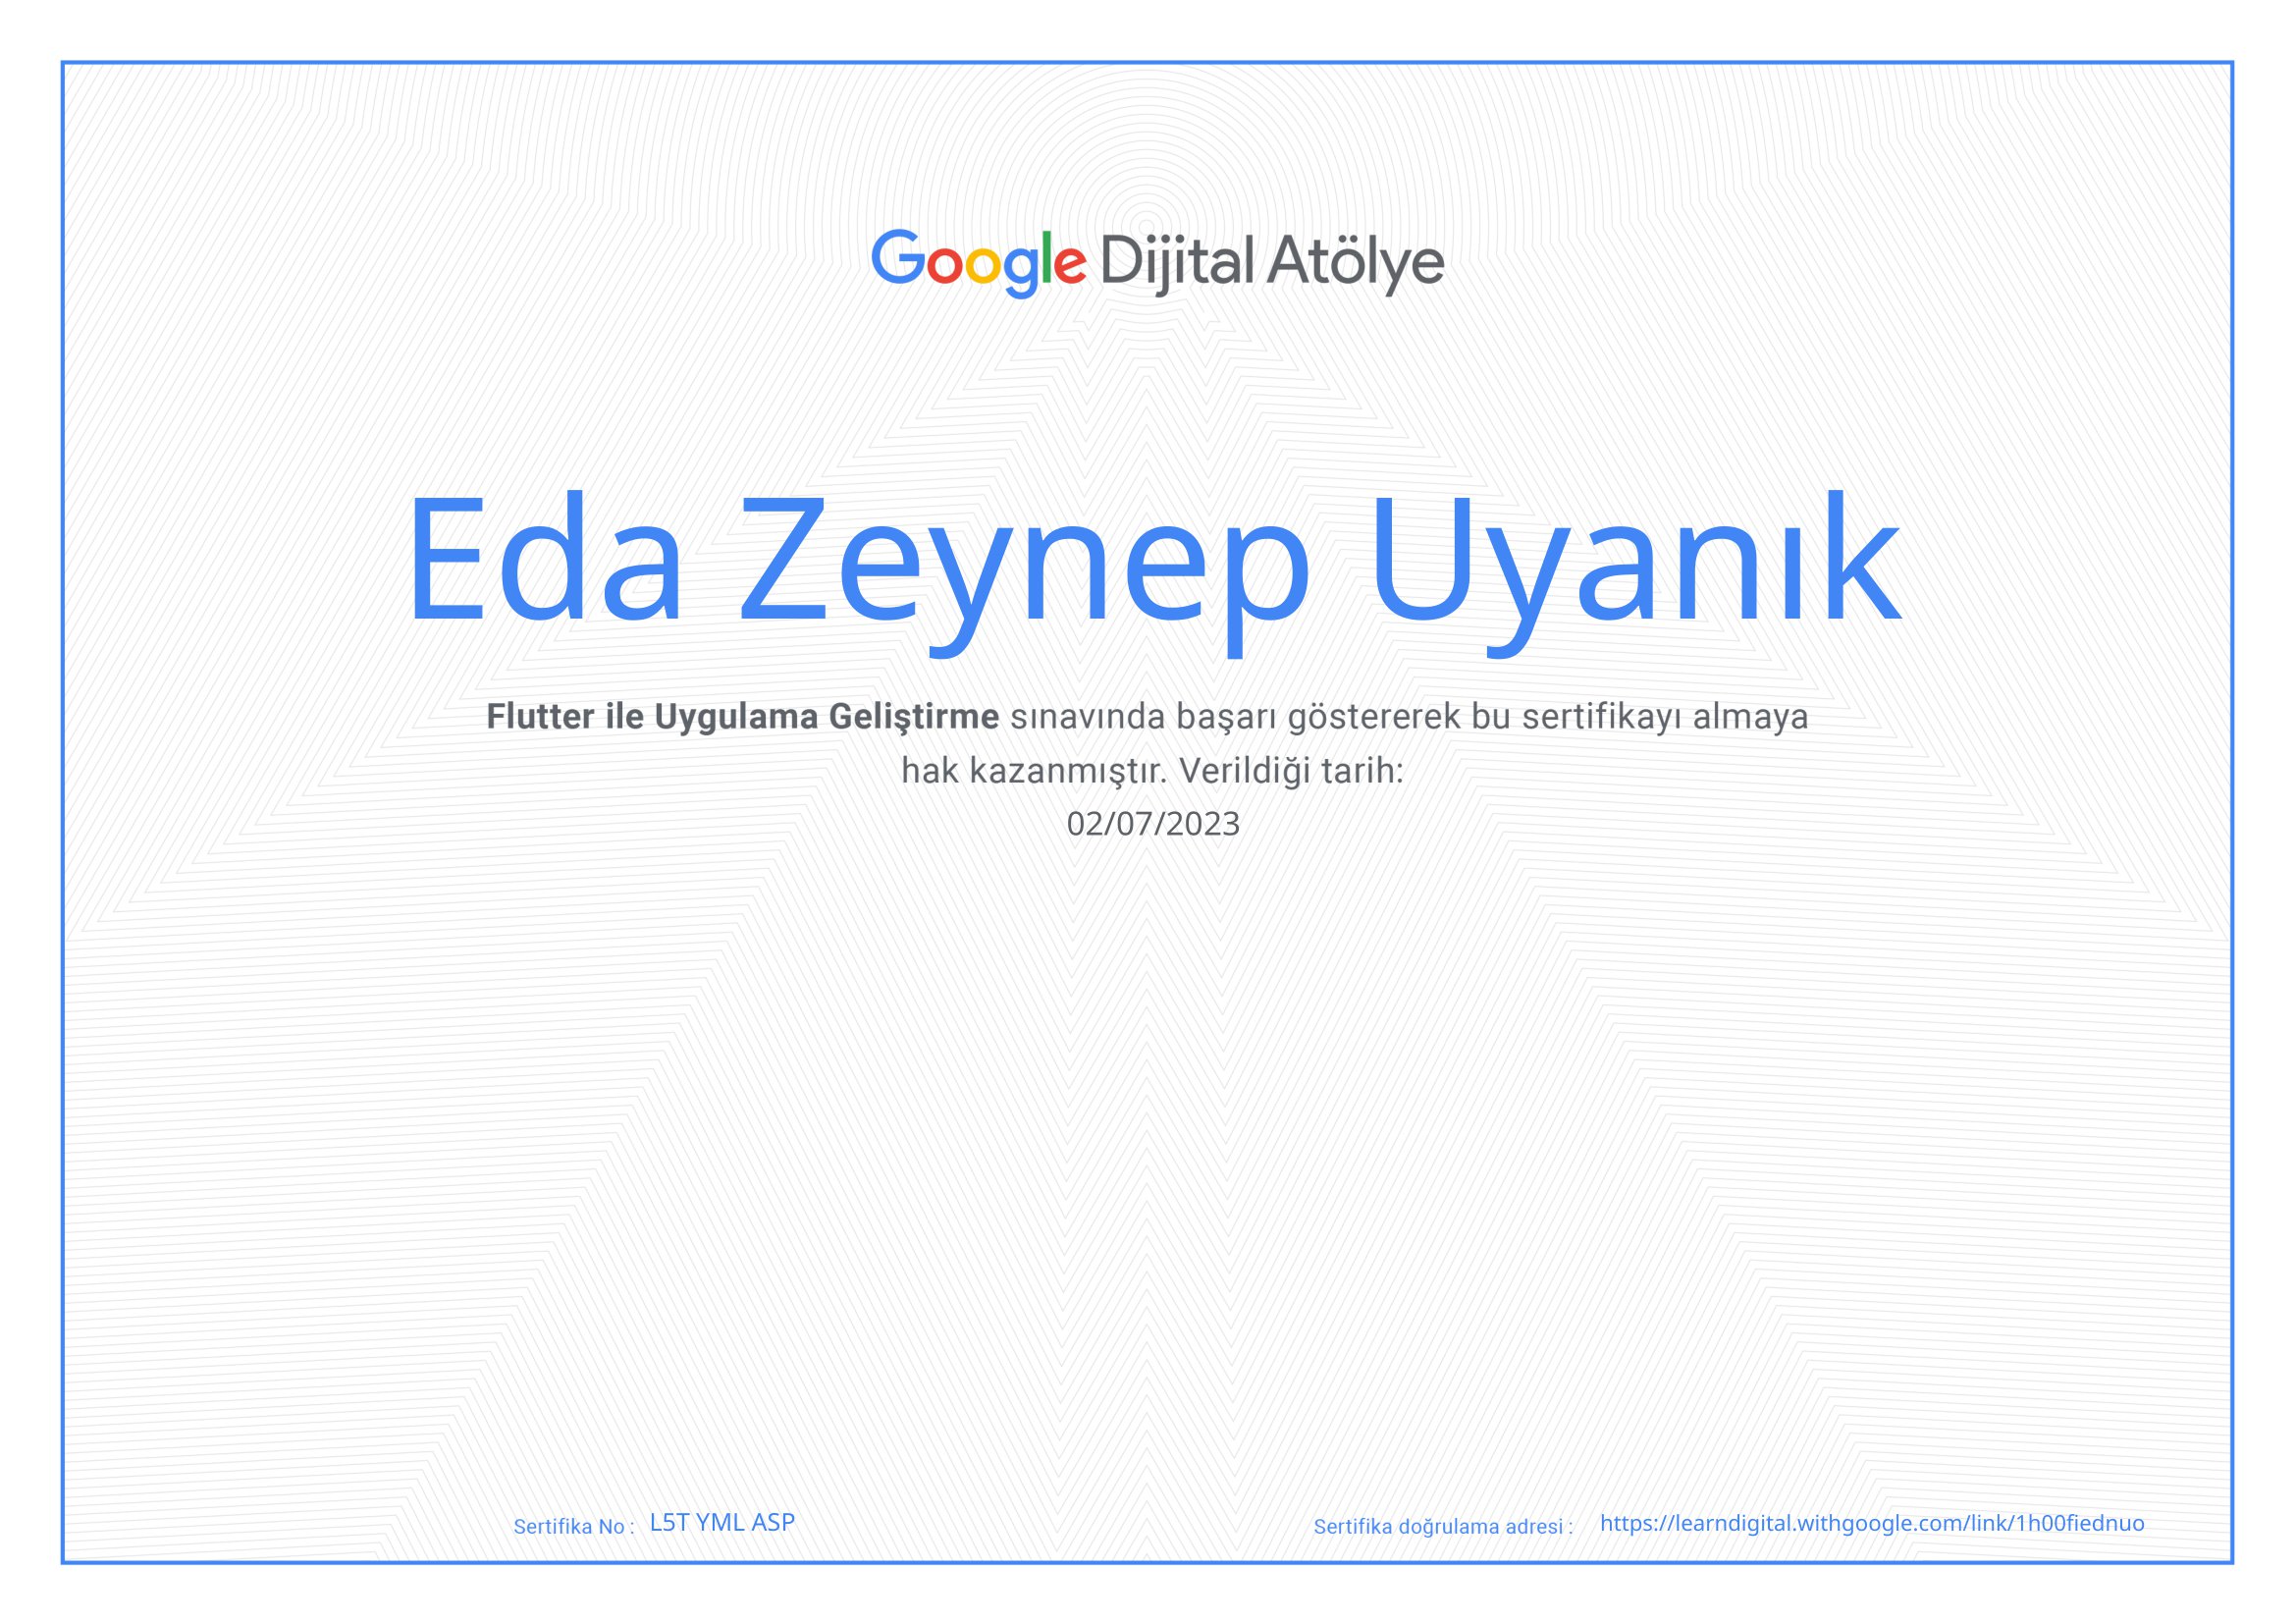 Google Dijital Atölye
Eda Zeynep Uyanık
Flutter ile Uygulama Geliştirme sınavında başarı göstererek bu sertifikayı almaya
hak kazanmıştır. Verildiği tarih:
02/07/2023
Sertifika No : L5T YML ASP
Sertifika doğrulama adresi : https://learndigital.withgoogle.com/link/1h00fiednuo